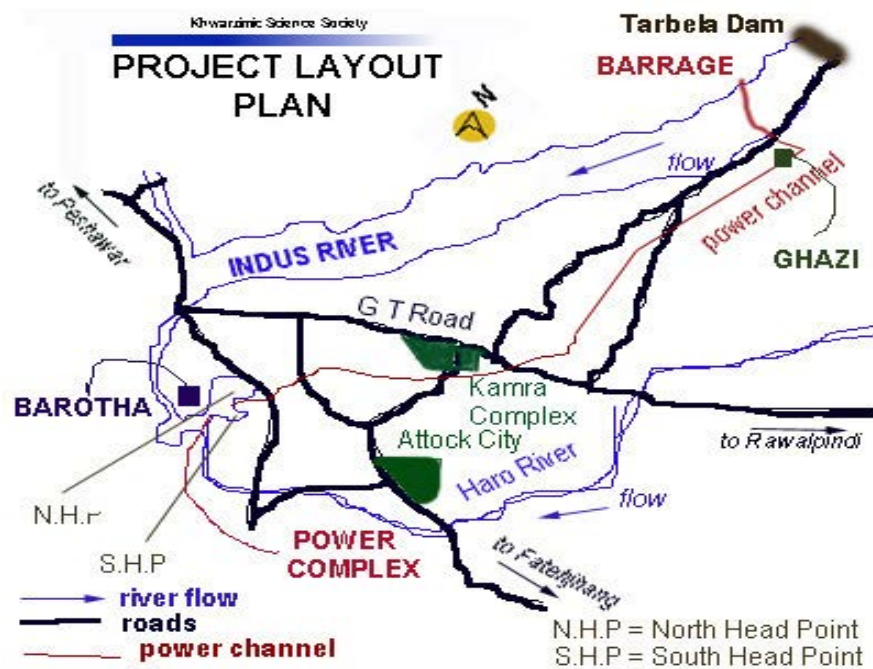 Khwarzimic Science Society
PROJECT LAYOUT
PLAN
N
Tarbela Dam
BARRAGE
flow
power channel
GHAZI
to Peshawar
INDUS RIVER
G T Road
BAROTHA
Kamra
Complex
Attock City
Haro River
to Rawalpindi
flow
N.H.P
S.H.P
POWER
COMPLEX
to Fatehjhang
river flow
roads
power channel
N.H.P = North Head Point
S.H.P = South Head Point